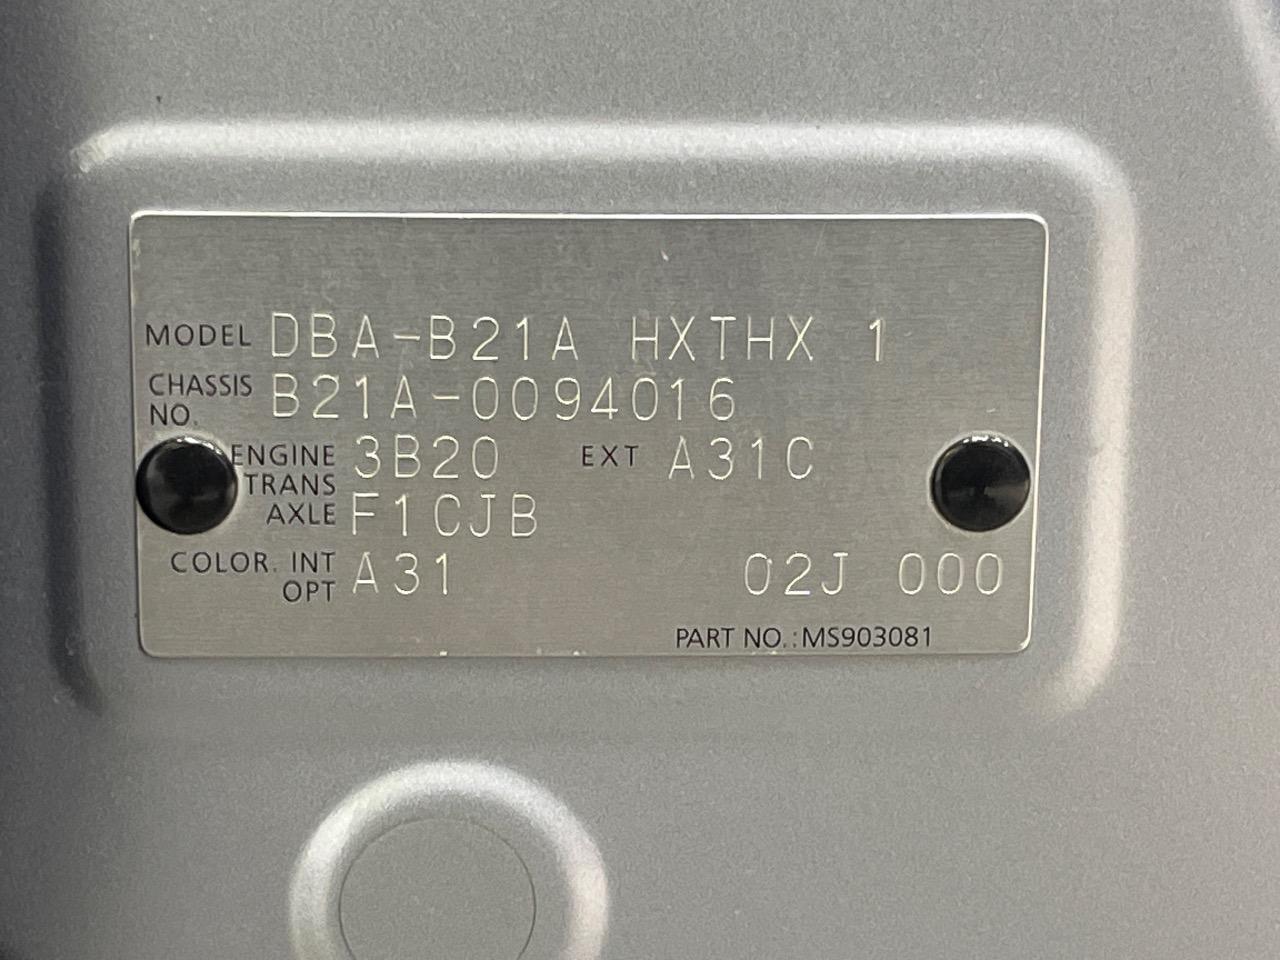 MODEL DBA-B21A HXTHX 1
CHASSIS NO. B21A-0094016
ENGINE 3B20 EXT A31C
TRANS AXLE F1CJB
COLOR. INT OPT A31 02J 000
PART NO.:MS903081